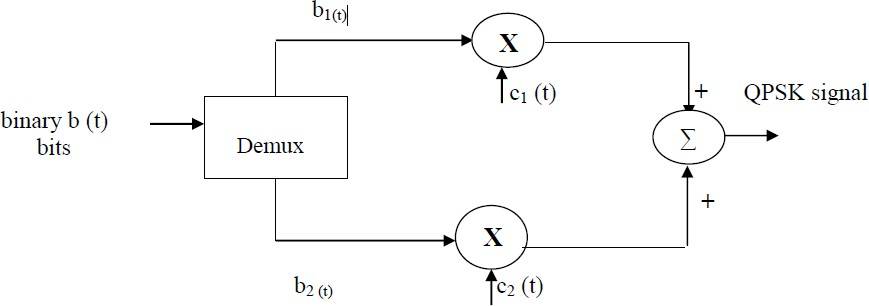 b1(t)
X
c1 (t)
+
QPSK signal
binary b (t)
bits
Demux
∑
+
X
b2 (t)
c2 (t)